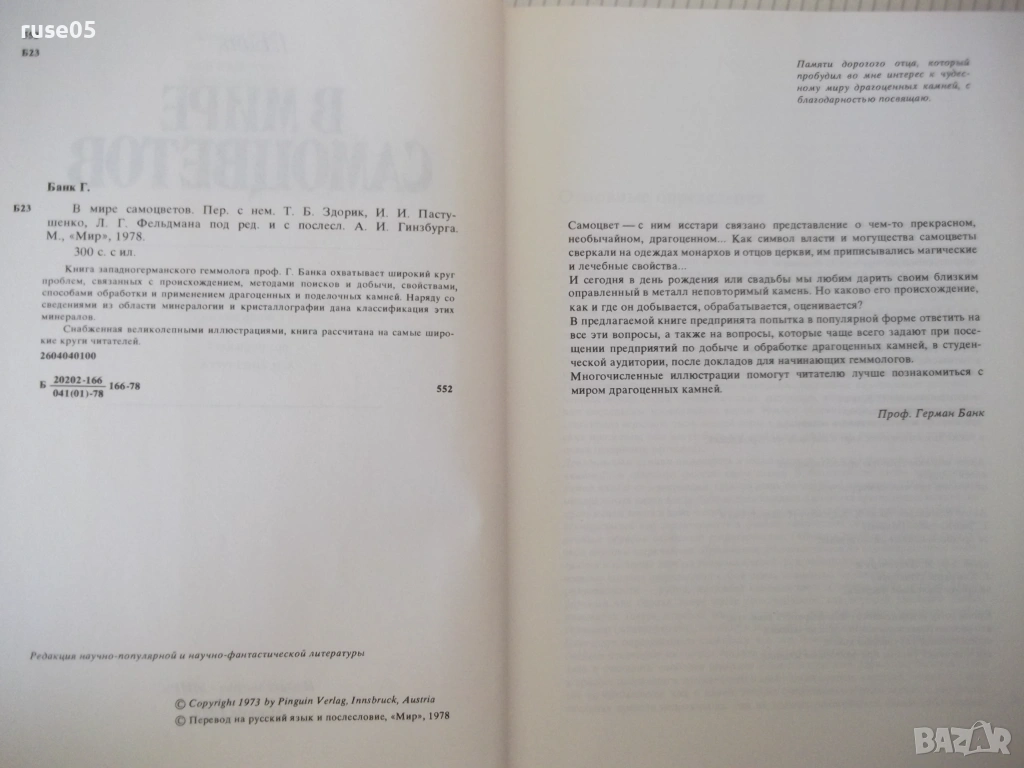 ruse05
Б23
Банк Г.
Б23
В мире самоцветов. Пер. с нем. Т. Б. Здорик, И. И. Пасту-
шенко, Л. Г. Фельдмана под ред. и с послесл. А. И. Гинзбурга.
М., «Мир», 1978.
300 с. с ил.
Книга западногерманского геммолога проф. Г. Банка охватывает широкий круг
проблем, связанных с происхождением, методами поисков и добычи, свойствами,
способами обработки и применением драгоценных и поделочных камней. Наряду со
сведениями из области минералогии и кристаллографии дана классификация этих
минералов.
Снабженная великолепными иллюстрациями, книга рассчитана на самые широ-
кие круги читателей.
2604040100
Б 20202-166 166-78 552
041(01)-78
Редакция научно-популярной и научно-фантастической литературы
© Copyright 1973 by Pinguin Verlag, Innsbruck, Austria
© Перевод на русский язык и послесловие, «Мир», 1978
Памяти дорогого отца, который
пробудил во мне интерес к чудес-
ному миру драгоценных камней, с
благодарностью посвящаю.
Самоцвет — с ним исстари связано представление о чем-то прекрасном,
необычайном, драгоценном... Как символ власти и могущества самоцветы
сверкали на одеждах монархов и отцов церкви, им приписывались магические
и лечебные свойства...
И сегодня в день рождения или свадьбы мы любим дарить своим близким
оправленный в металл неповторимый камень. Но каково его происхождение,
как и где он добывается, обрабатывается, оценивается?
В предлагаемой книге предпринята попытка в популярной форме ответить на
все эти вопросы, а также на вопросы, которые чаще всего задают при посе-
щении предприятий по добыче и обработке драгоценных камней, в студен-
ческой аудитории, после докладов для начинающих геммологов.
Многочисленные иллюстрации помогут читателю лучше познакомиться с
миром драгоценных камней.
Проф. Герман Банк
BAZAR